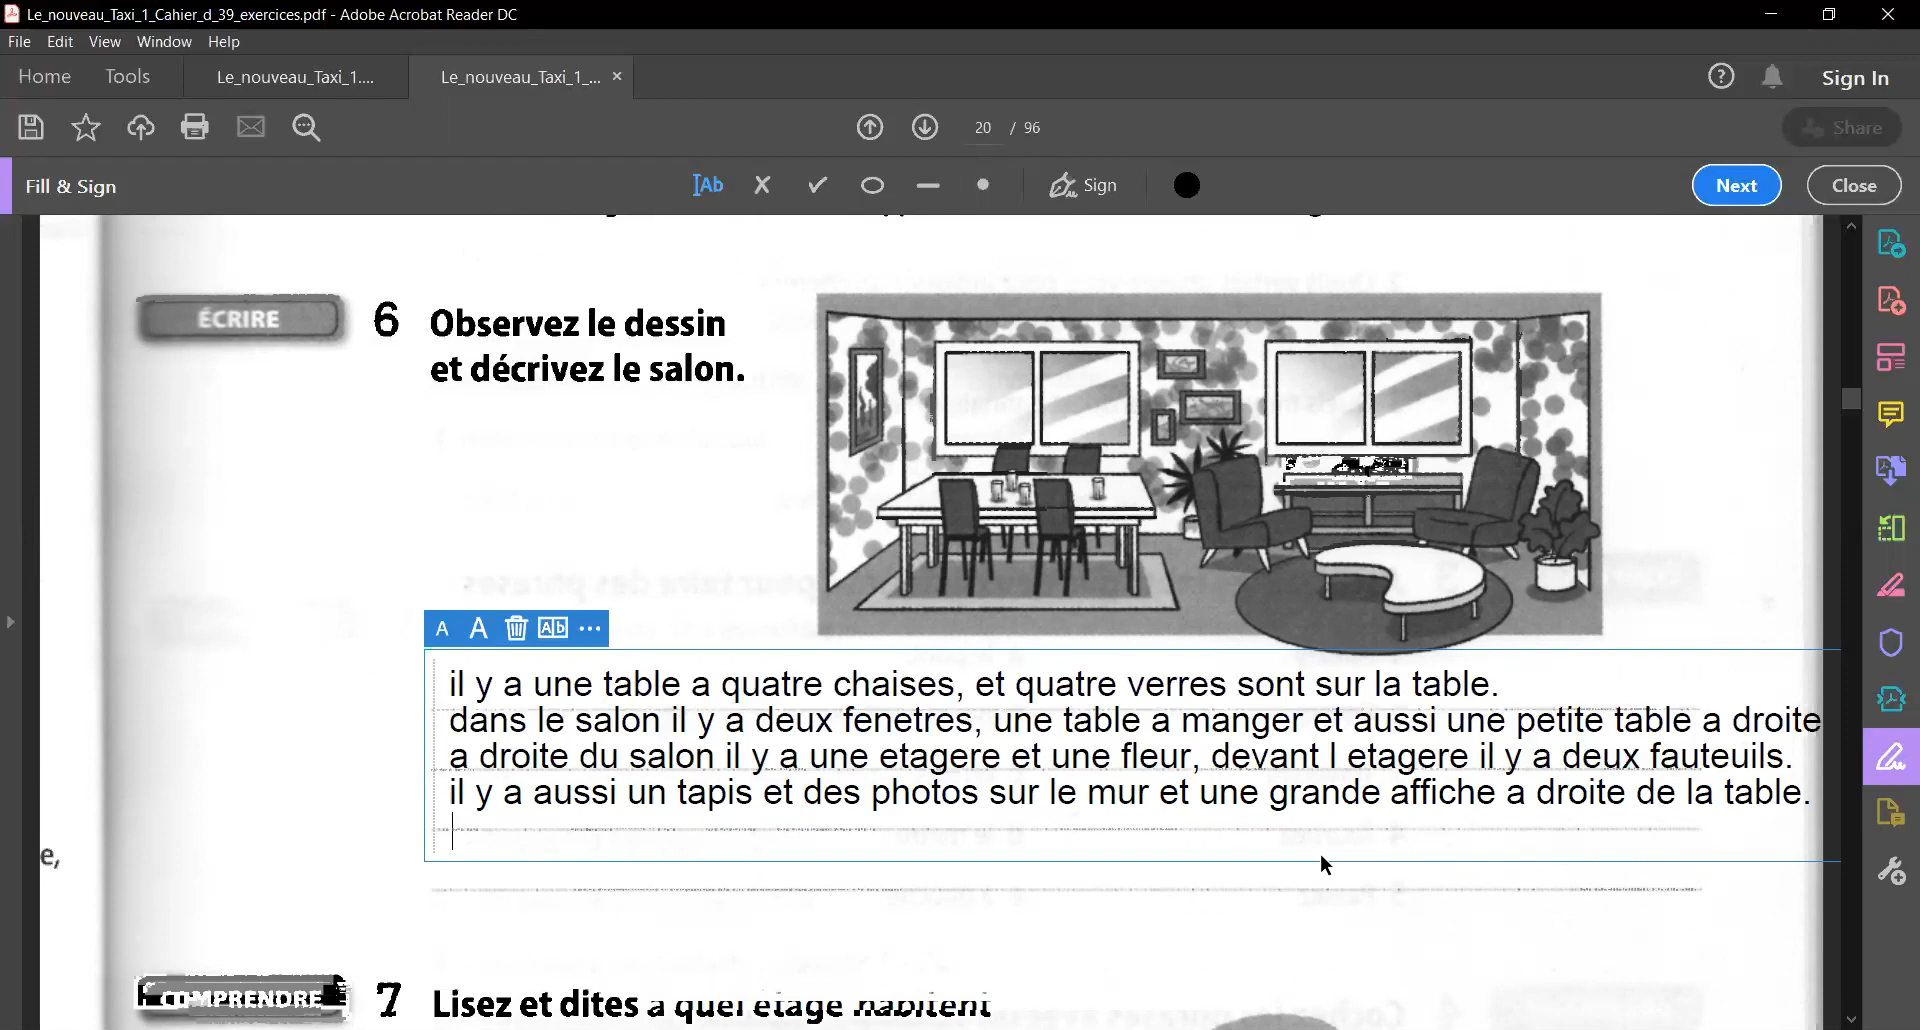 Le_nouveau_Taxi_1_Cahier_d_39_exercices.pdf - Adobe Acrobat Reader DC
File Edit View Window Help
Home Tools Le_nouveau_Taxi_1.... Le_nouveau_Taxi_1_... × Sign In
20 / 96 Share
Fill & Sign Ab Sign Next Close
ÉCRIRE 6 Observez le dessin
et décrivez le salon.
A A Ab ...
il y a une table a quatre chaises, et quatre verres sont sur la table.
dans le salon il y a deux fenetres, une table a manger et aussi une petite table a droite
a droite du salon il y a une etagere et une fleur, devant l etagere il y a deux fauteuils.
il y a aussi un tapis et des photos sur le mur et une grande affiche a droite de la table.
e,
COMPRENDRE 7 Lisez et dites à quel étage habitent